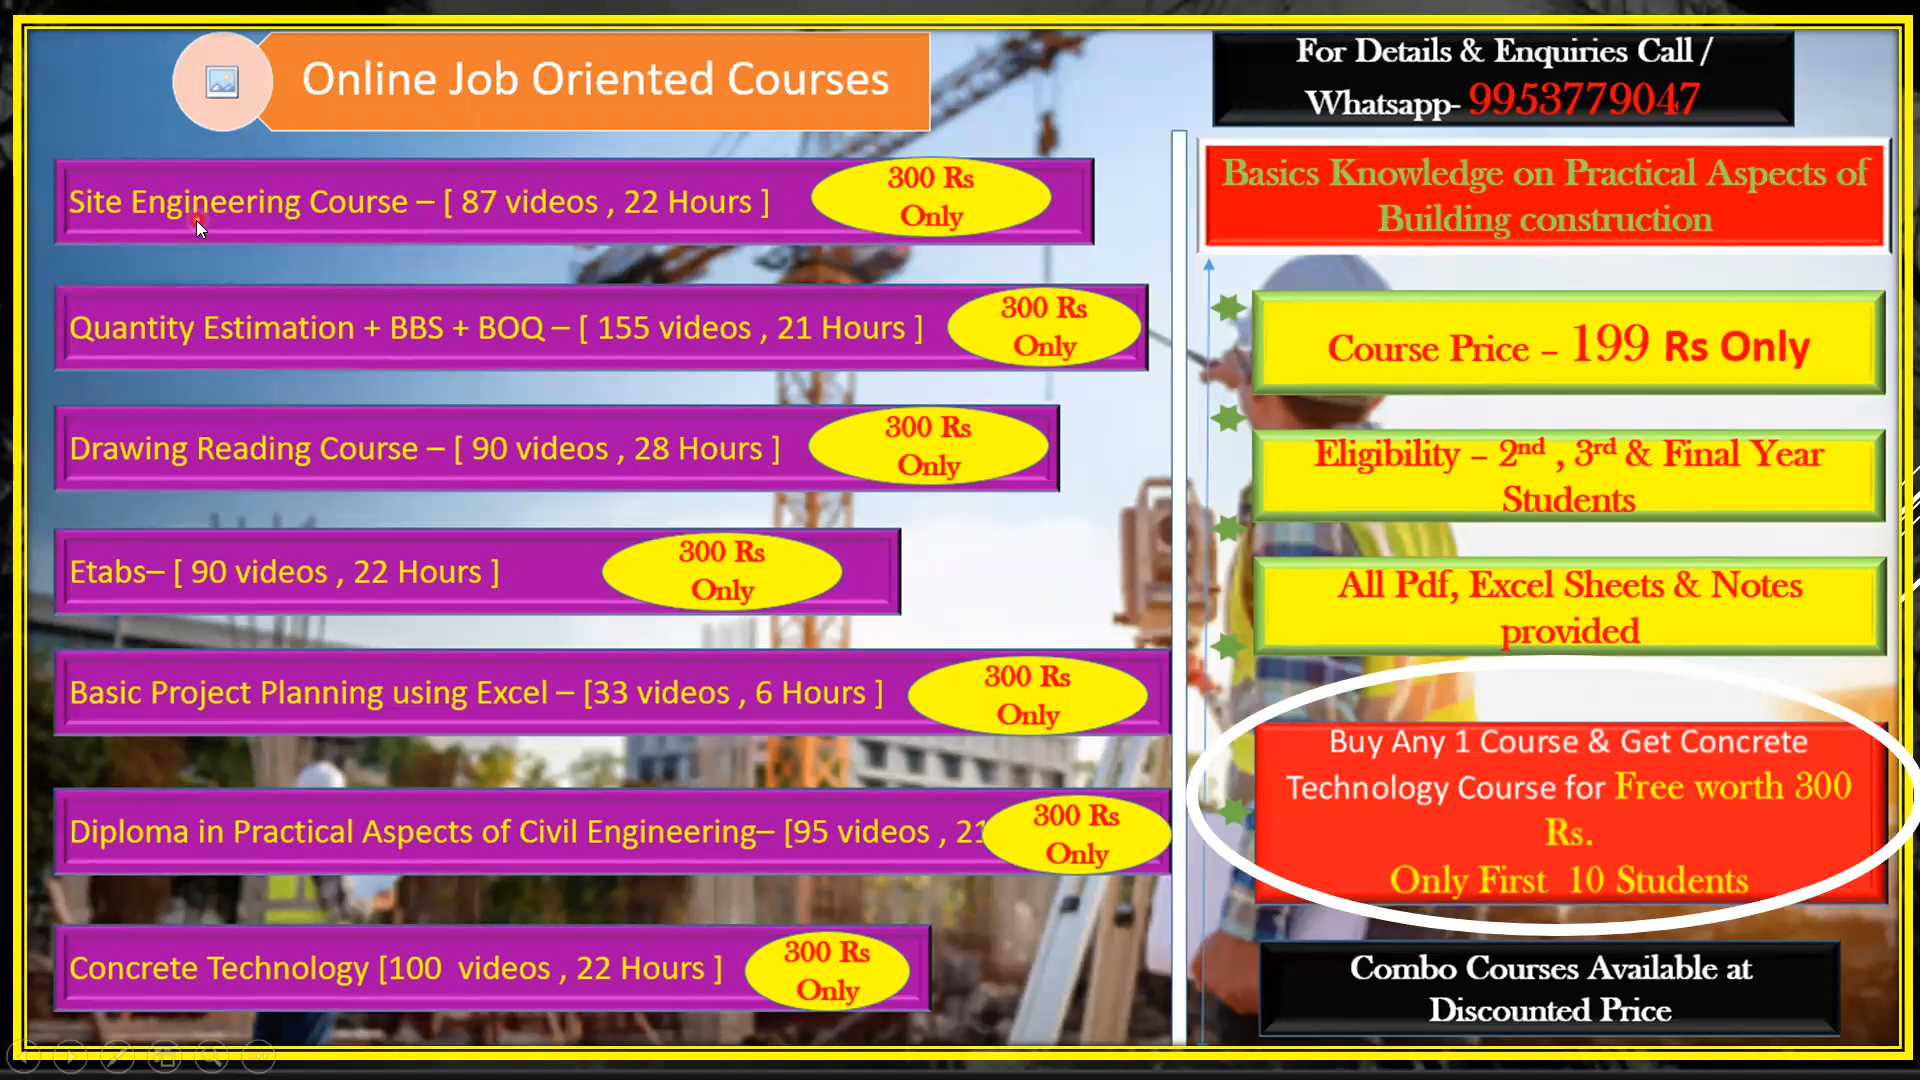 Online Job Oriented Courses
Site Engineering Course – [ 87 videos , 22 Hours ]
300 Rs
Only
Quantity Estimation + BBS + BOQ – [ 155 videos , 21 Hours ]
300 Rs
Only
Drawing Reading Course – [ 90 videos , 28 Hours ]
300 Rs
Only
Etabs– [ 90 videos , 22 Hours ]
300 Rs
Only
Basic Project Planning using Excel – [33 videos , 6 Hours ]
300 Rs
Only
Diploma in Practical Aspects of Civil Engineering– [95 videos , 21
300 Rs
Only
Concrete Technology [100 videos , 22 Hours ]
300 Rs
Only
For Details & Enquiries Call /
Whatsapp- 9953779047
Basics Knowledge on Practical Aspects of
Building construction
Course Price – 199 Rs Only
Eligibility – 2nd , 3rd & Final Year
Students
All Pdf, Excel Sheets & Notes
provided
Buy Any 1 Course & Get Concrete
Technology Course for Free worth 300
Rs.
Only First 10 Students
Combo Courses Available at
Discounted Price